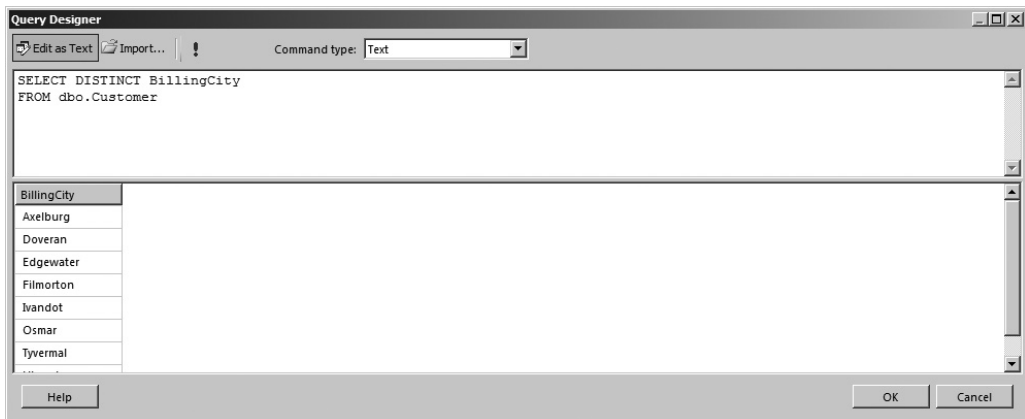 Query Designer
Edit as Text Import... ! Command type: Text
SELECT DISTINCT BillingCity
FROM dbo.Customer
BillingCity
Axelburg
Doveran
Edgewater
Filmorton
Ivandot
Osmar
Tyvermal
Help OK Cancel